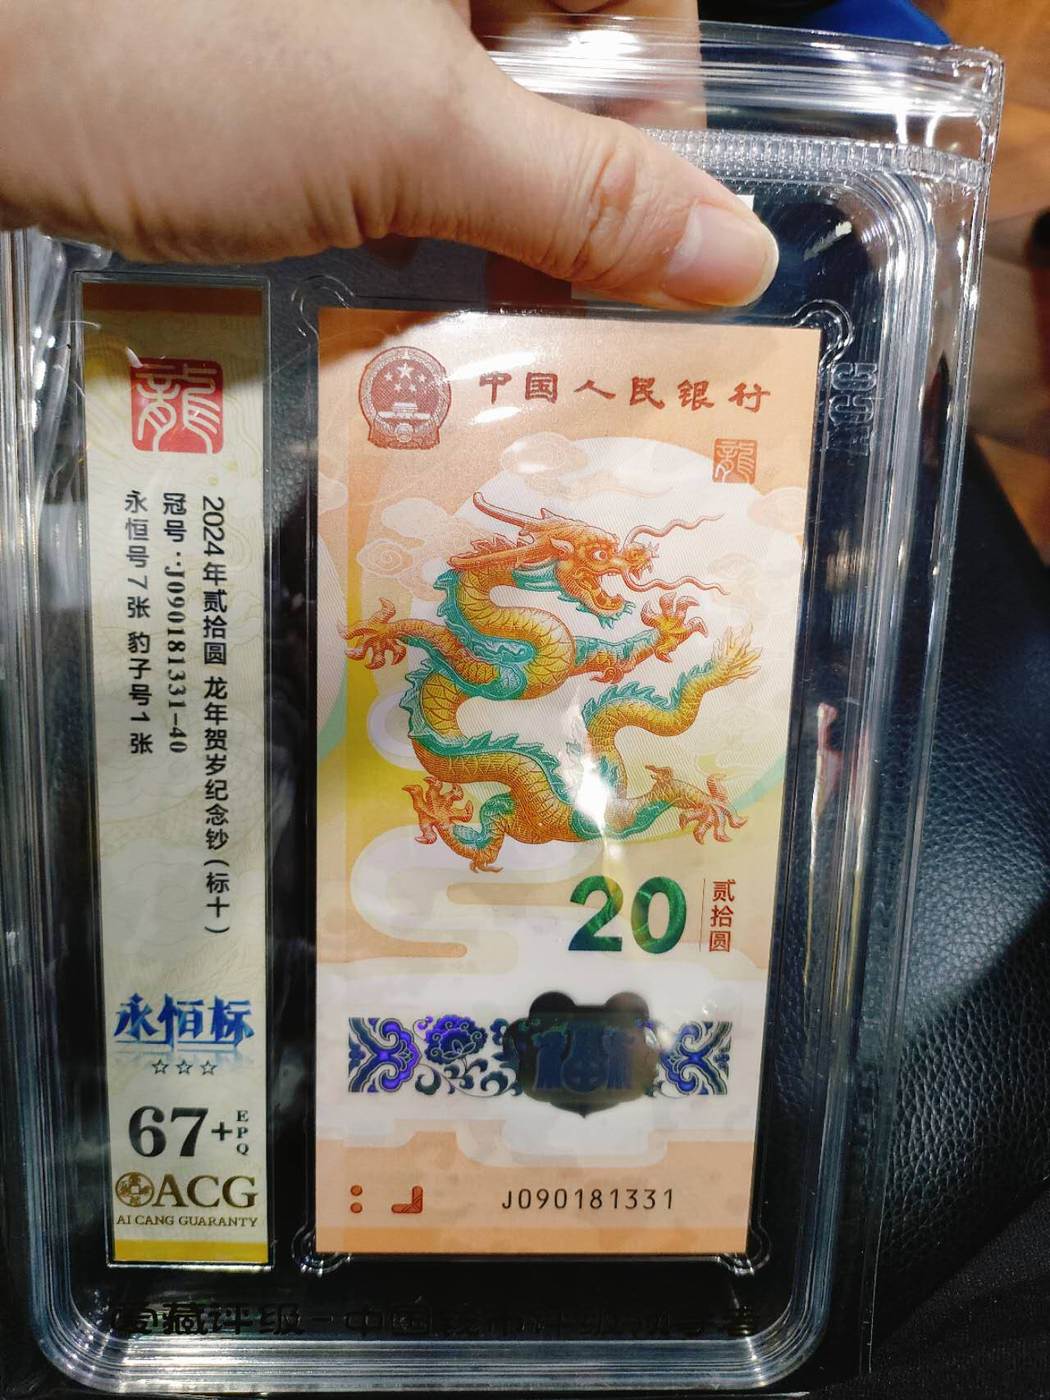 龍
2024年贰拾圆 龙年贺岁纪念钞（标十）
冠号·J090181331-40
永恒号7张 豹子号1张
永恒标
☆☆☆
67+
EPQ
ACG
AI CANG GUARANTY
中国人民银行
龍
20
贰拾圆
福
J090181331